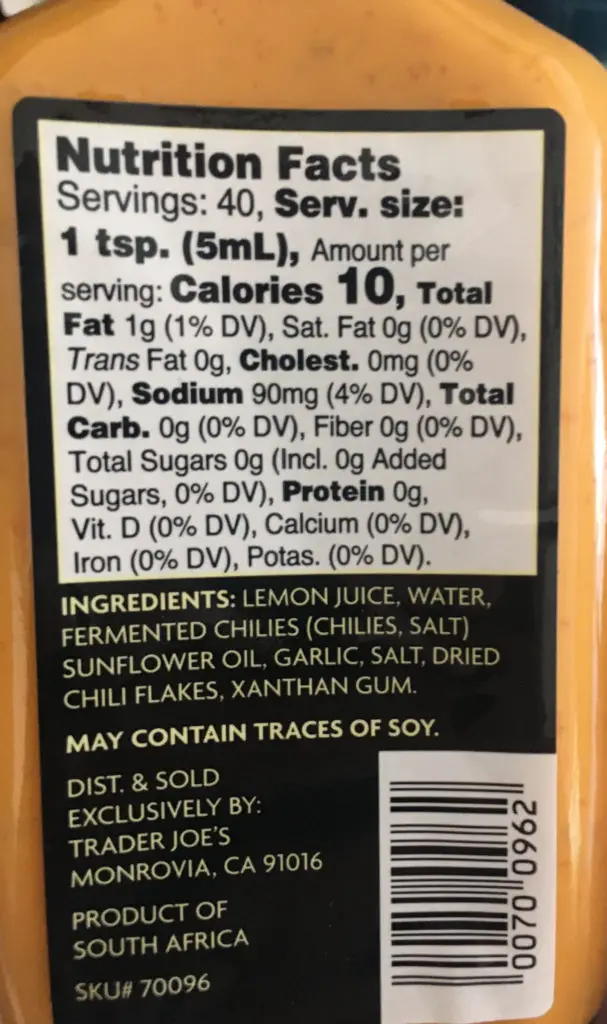 Nutrition Facts
Servings: 40, Serv. size:
1 tsp. (5mL), Amount per
serving: Calories 10, Total
Fat 1g (1% DV), Sat. Fat 0g (0% DV),
Trans Fat 0g, Cholest. 0mg (0%
DV), Sodium 90mg (4% DV), Total
Carb. 0g (0% DV), Fiber 0g (0% DV),
Total Sugars 0g (Incl. 0g Added
Sugars, 0% DV), Protein 0g,
Vit. D (0% DV), Calcium (0% DV),
Iron (0% DV), Potas. (0% DV).
INGREDIENTS: LEMON JUICE, WATER,
FERMENTED CHILIES (CHILIES, SALT)
SUNFLOWER OIL, GARLIC, SALT, DRIED
CHILI FLAKES, XANTHAN GUM.
MAY CONTAIN TRACES OF SOY.
DIST. & SOLD
EXCLUSIVELY BY:
TRADER JOE'S
MONROVIA, CA 91016
PRODUCT OF
SOUTH AFRICA
SKU# 70096
0070 0962